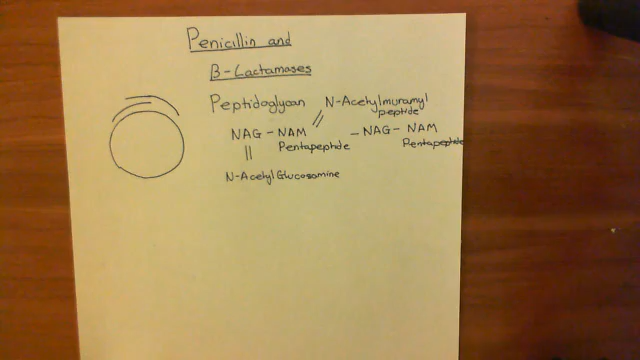 Penicillin and
β-Lactamases
Peptidoglycan
N-Acetylmuramyl
peptide
NAG - NAM - NAG - NAM
Pentapeptide Pentapeptide
N-Acetyl Glucosamine